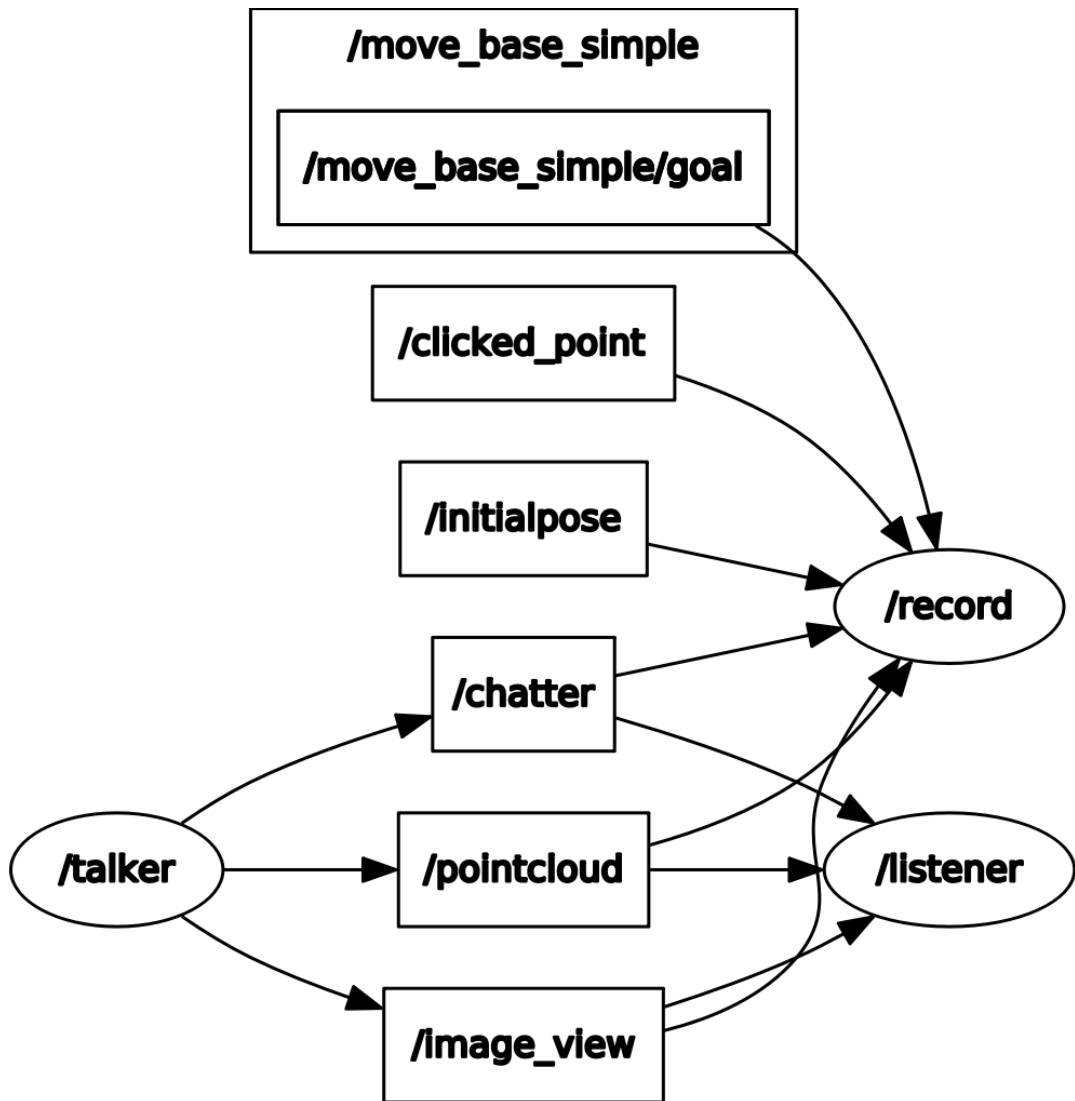 /move_base_simple
/move_base_simple/goal
/clicked_point
/initialpose
/record
/chatter
/talker
/pointcloud
/listener
/image_view